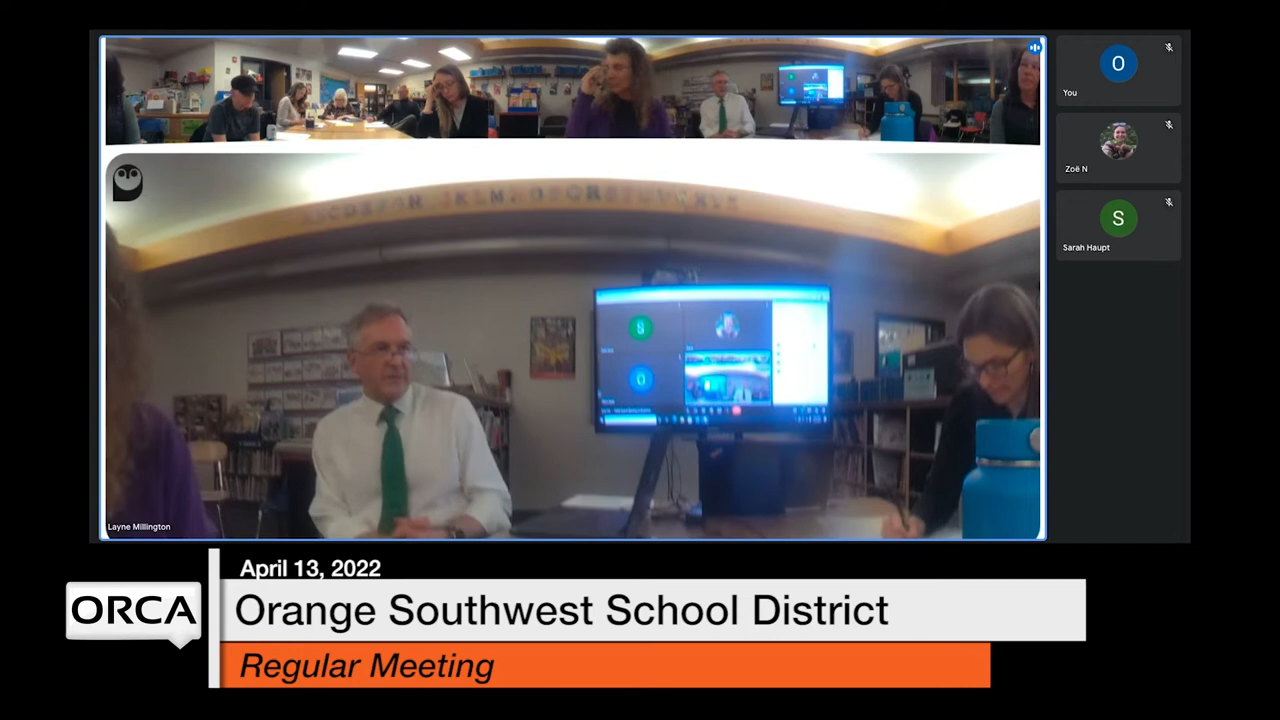 O
You
Zoë N
S
Sarah Haupt
S
O
Layne Millington
April 13, 2022
ORCA
Orange Southwest School District
Regular Meeting